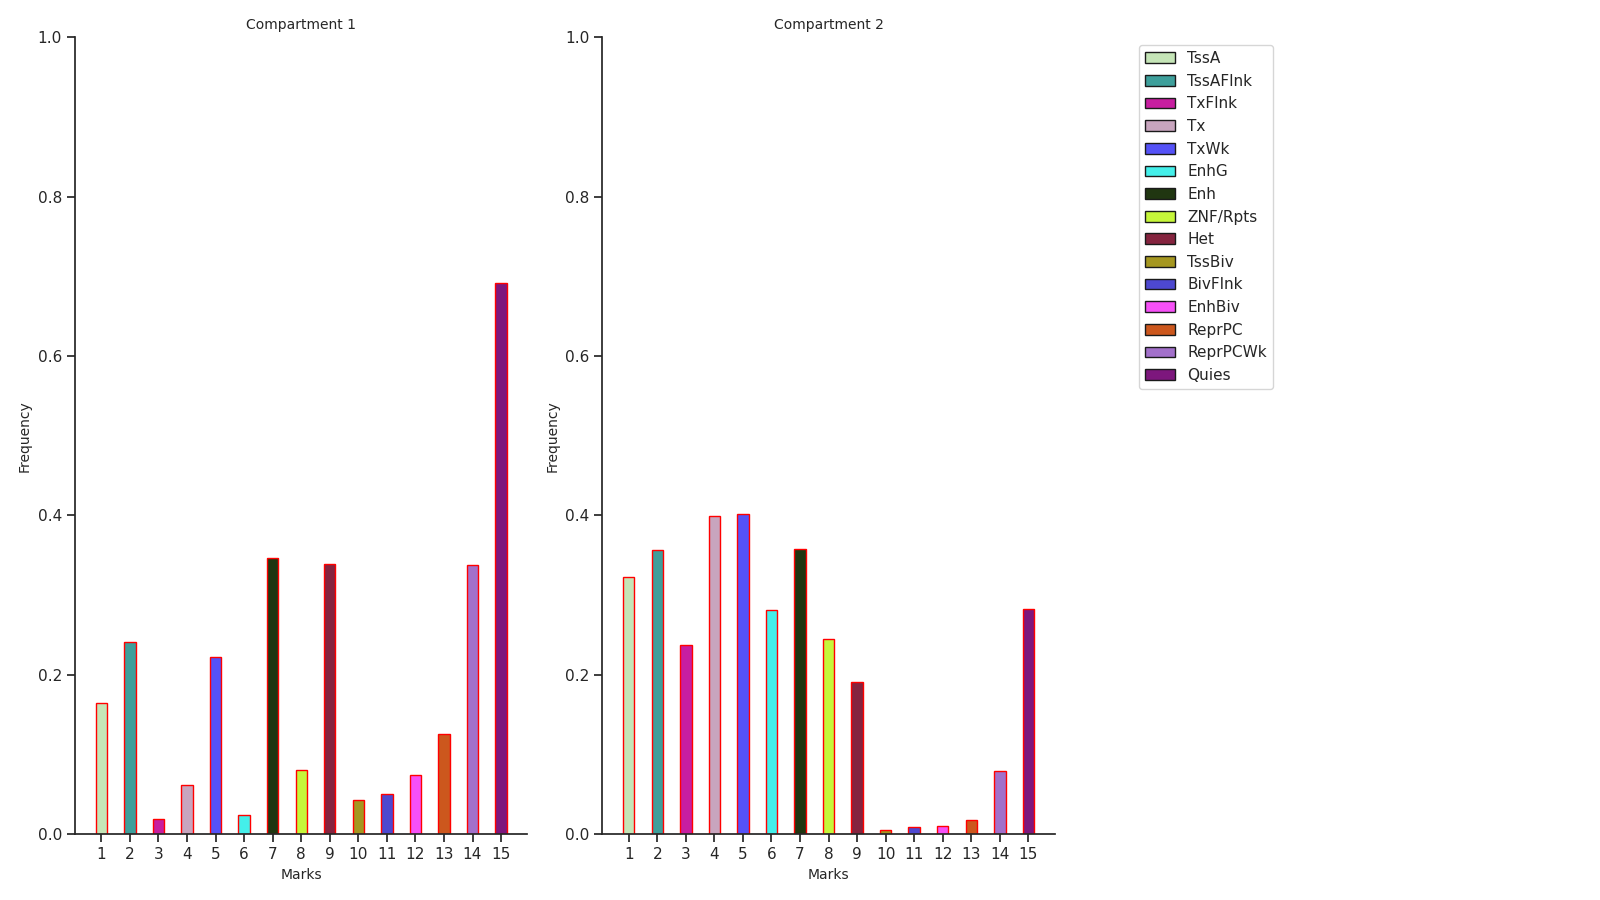 Compartment 1
1.0
0.8
0.6
0.4
0.2
0.0
Frequency
1 2 3 4 5 6 7 8 9 10 11 12 13 14 15
Marks
Compartment 2
1.0
0.8
0.6
0.4
0.2
0.0
Frequency
1 2 3 4 5 6 7 8 9 10 11 12 13 14 15
Marks
TssA
TssAFlnk
TxFlnk
Tx
TxWk
EnhG
Enh
ZNF/Rpts
Het
TssBiv
BivFlnk
EnhBiv
ReprPC
ReprPCWk
Quies